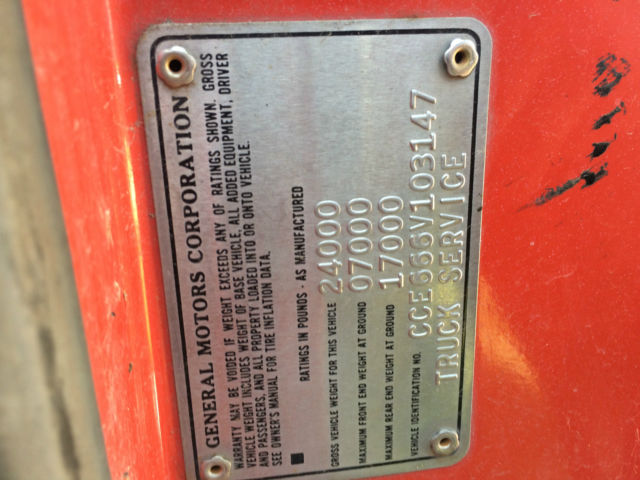 GENERAL MOTORS CORPORATION
WARRANTY MAY BE VOIDED IF WEIGHT EXCEEDS ANY OF RATINGS SHOWN. GROSS
VEHICLE WEIGHT INCLUDES WEIGHT OF BASE VEHICLE, ALL ADDED EQUIPMENT, DRIVER
AND PASSENGERS, AND ALL PROPERTY LOADED INTO OR ONTO VEHICLE.
SEE OWNER'S MANUAL FOR TIRE INFLATION DATA.
RATINGS IN POUNDS - AS MANUFACTURED
GROSS VEHICLE WEIGHT FOR THIS VEHICLE 24000
MAXIMUM FRONT END WEIGHT AT GROUND 07000
MAXIMUM REAR END WEIGHT AT GROUND 17000
VEHICLE IDENTIFICATION NO. CCE666V103147
TRUCK SERVICE